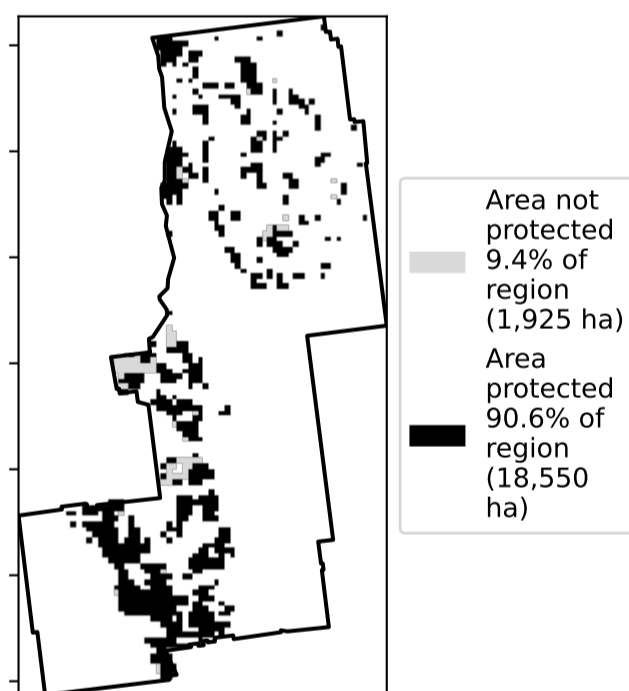 Area not
protected
9.4% of
region
(1,925 ha)
Area
protected
90.6% of
region
(18,550
ha)